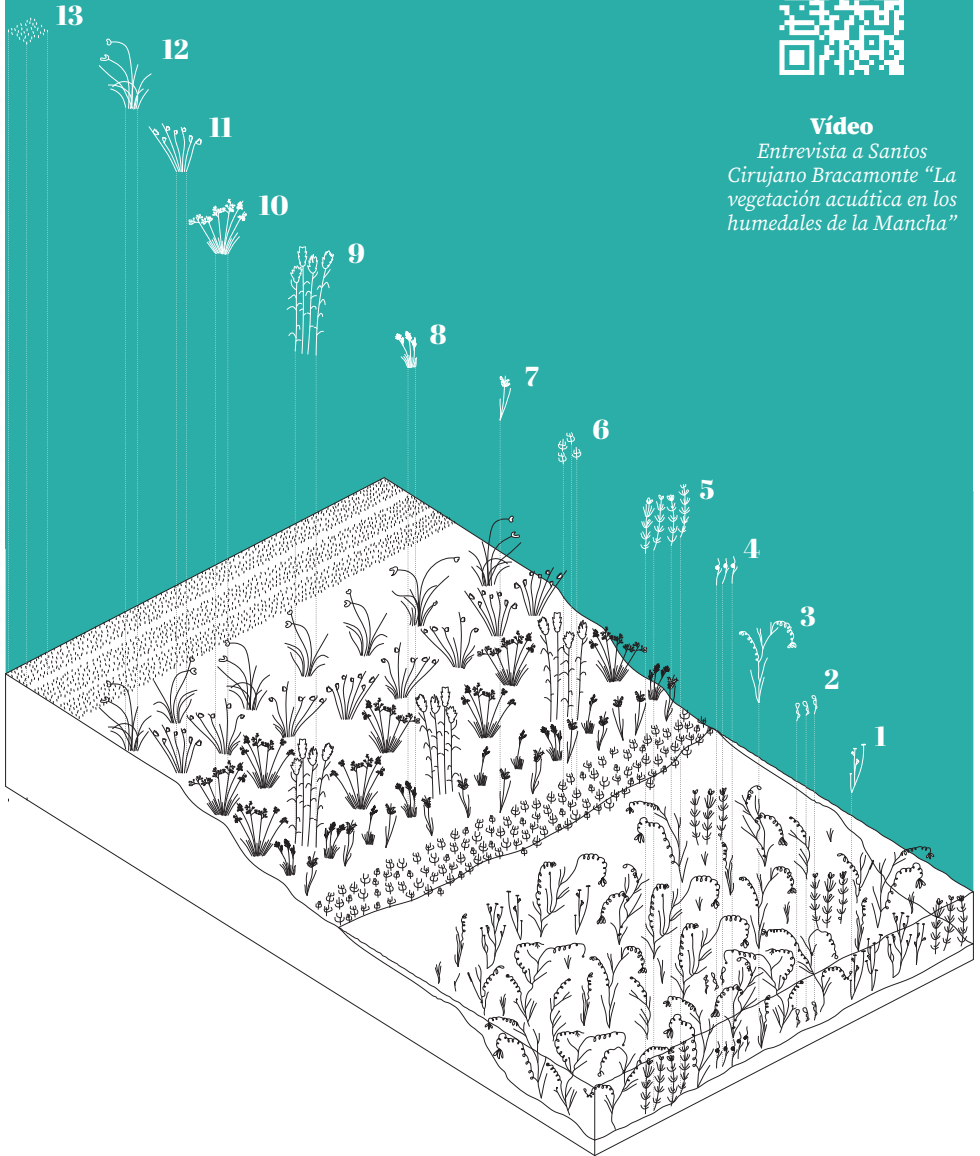 13
12
11
10
9
8
7
6
5
4
3
2
1
Vídeo
Entrevista a Santos
Cirujano Bracamonte “La
vegetación acuática en los
humedales de la Mancha”